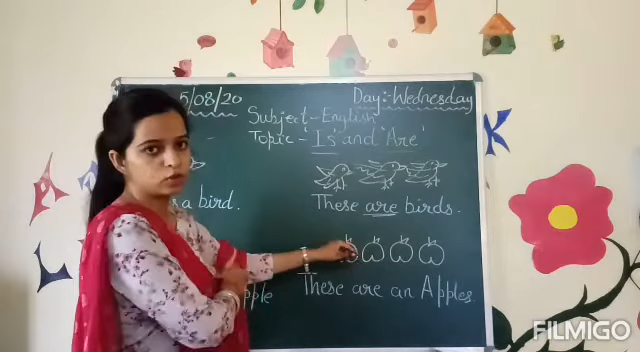 5/08/20
Day:- Wednesday
Subject - English
Topic - 'Is' and 'Are'
a bird.
These are birds.
These are an Apples
K
FILMIGO